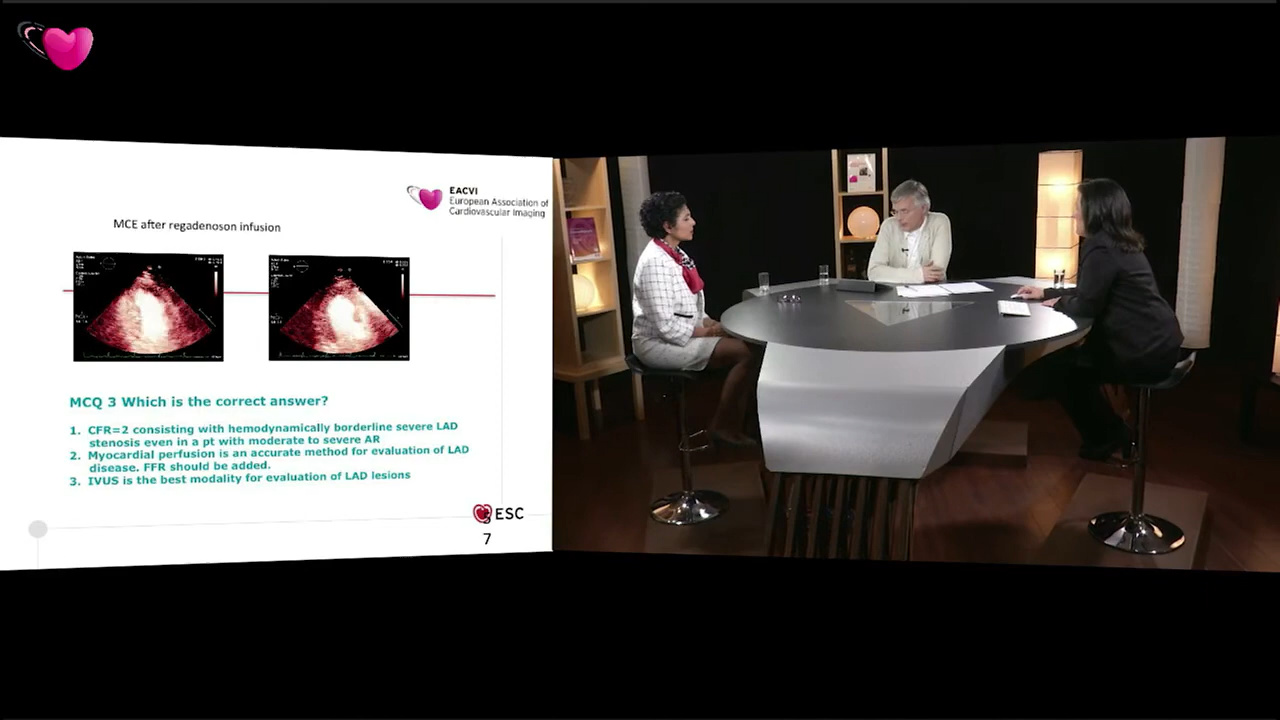 EACVI
European Association of
Cardiovascular Imaging
MCE after regadenoson infusion
MCQ 3 Which is the correct answer?
1. CFR=2 consisting with hemodynamically borderline severe LAD
stenosis even in a pt with moderate to severe AR
2. Myocardial perfusion is an accurate method for evaluation of LAD
disease. FFR should be added.
3. IVUS is the best modality for evaluation of LAD lesions
ESC
7